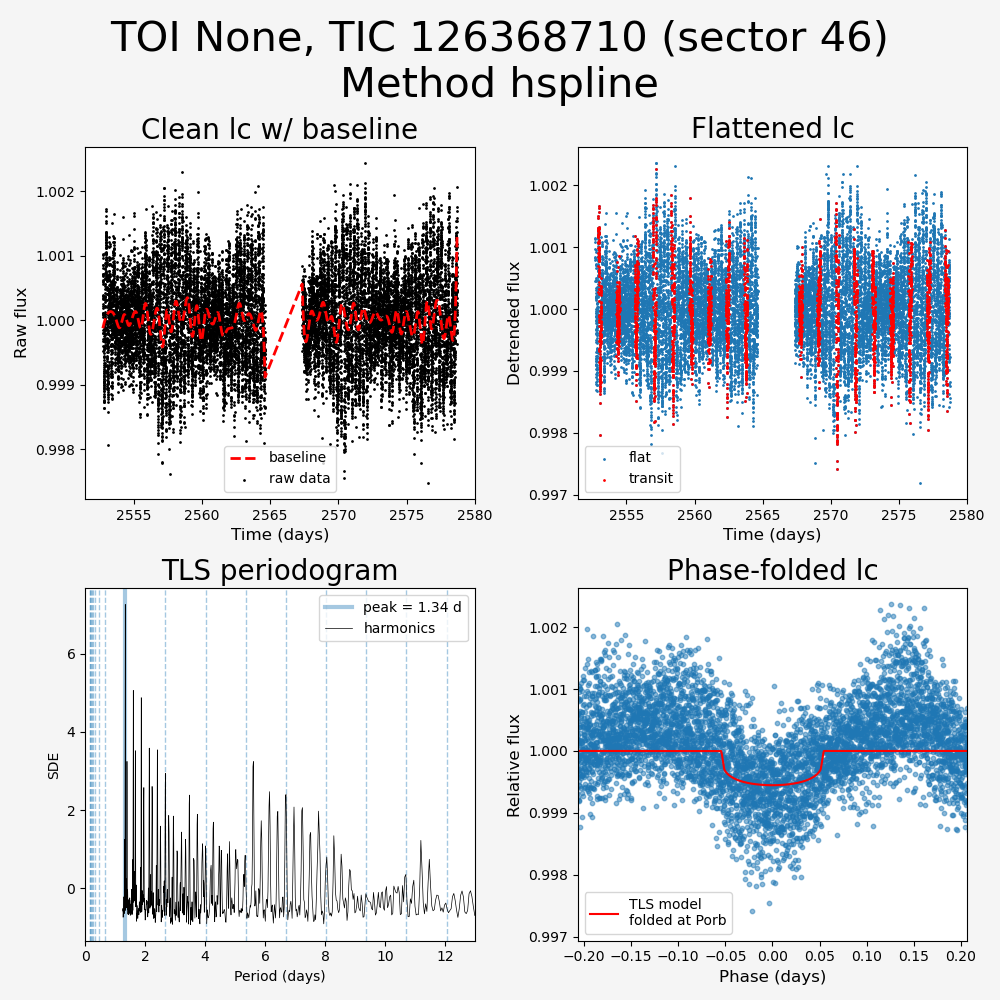 TOI None, TIC 126368710 (sector 46)
Method hspline
Clean lc w/ baseline
Raw flux
1.002
1.001
1.000
0.999
0.998
baseline
raw data
2555
2560
2565
2570
2575
2580
Time (days)
Flattened lc
Detrended flux
1.002
1.001
1.000
0.999
0.998
0.997
flat
transit
2555
2560
2565
2570
2575
2580
Time (days)
TLS periodogram
SDE
6
4
2
0
peak = 1.34 d
harmonics
0
2
4
6
8
10
12
Period (days)
Phase-folded lc
Relative flux
1.002
1.001
1.000
0.999
0.998
0.997
TLS model
folded at Porb
−0.20
−0.15
−0.10
−0.05
0.00
0.05
0.10
0.15
0.20
Phase (days)